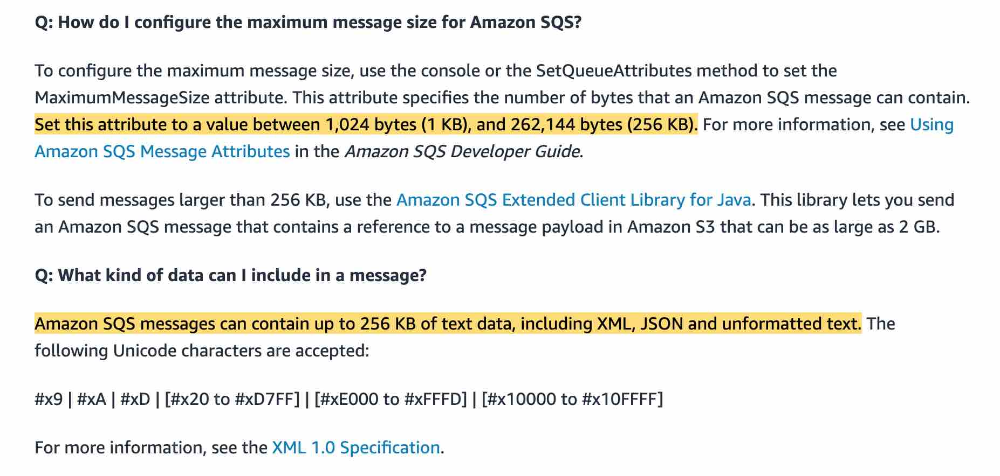 Q: How do I configure the maximum message size for Amazon SQS?
To configure the maximum message size, use the console or the SetQueueAttributes method to set the
MaximumMessageSize attribute. This attribute specifies the number of bytes that an Amazon SQS message can contain.
Set this attribute to a value between 1,024 bytes (1 KB), and 262,144 bytes (256 KB). For more information, see Using
Amazon SQS Message Attributes in the Amazon SQS Developer Guide.
To send messages larger than 256 KB, use the Amazon SQS Extended Client Library for Java. This library lets you send
an Amazon SQS message that contains a reference to a message payload in Amazon S3 that can be as large as 2 GB.
Q: What kind of data can I include in a message?
Amazon SQS messages can contain up to 256 KB of text data, including XML, JSON and unformatted text. The
following Unicode characters are accepted:
#x9 | #xA | #xD | [#x20 to #xD7FF] | [#xE000 to #xFFFD] | [#x10000 to #x10FFFF]
For more information, see the XML 1.0 Specification.